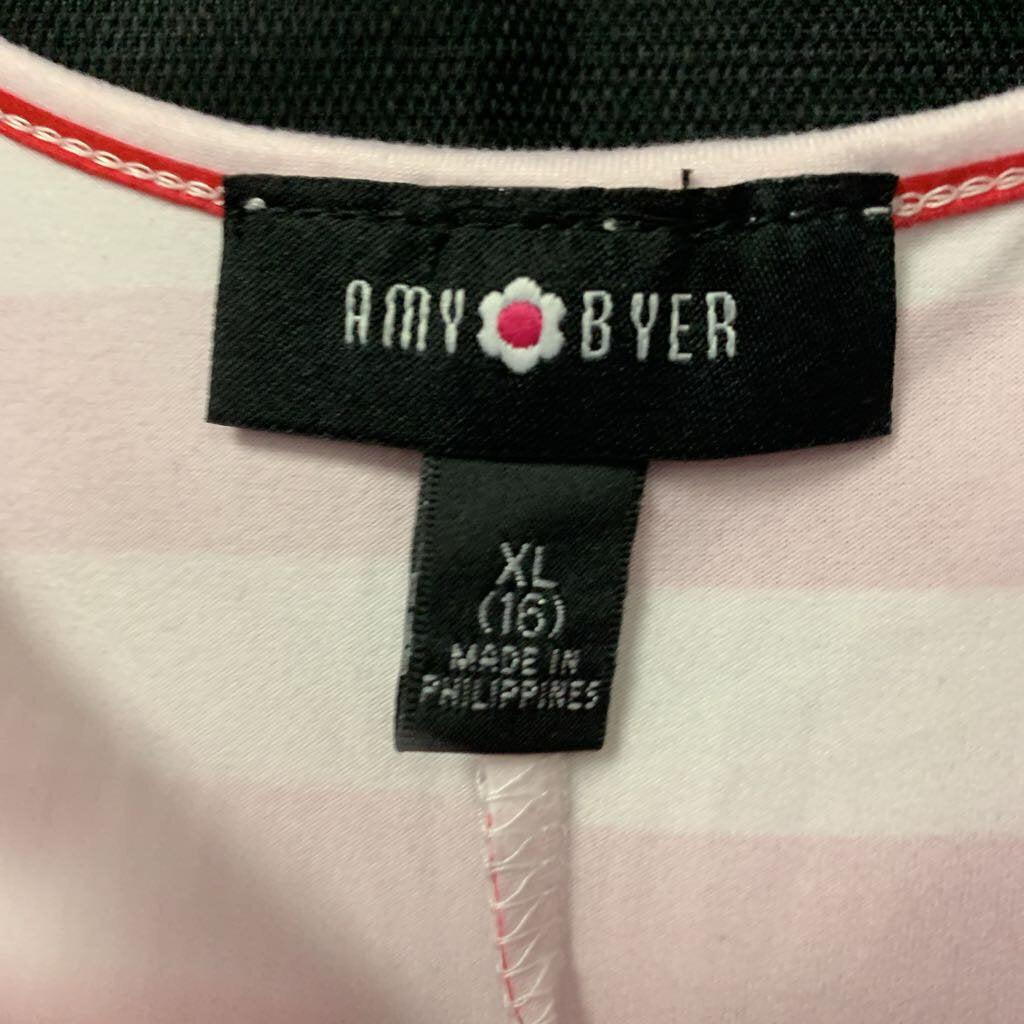 AMY BYER
XL
(16)
MADE IN
PHILIPPINES